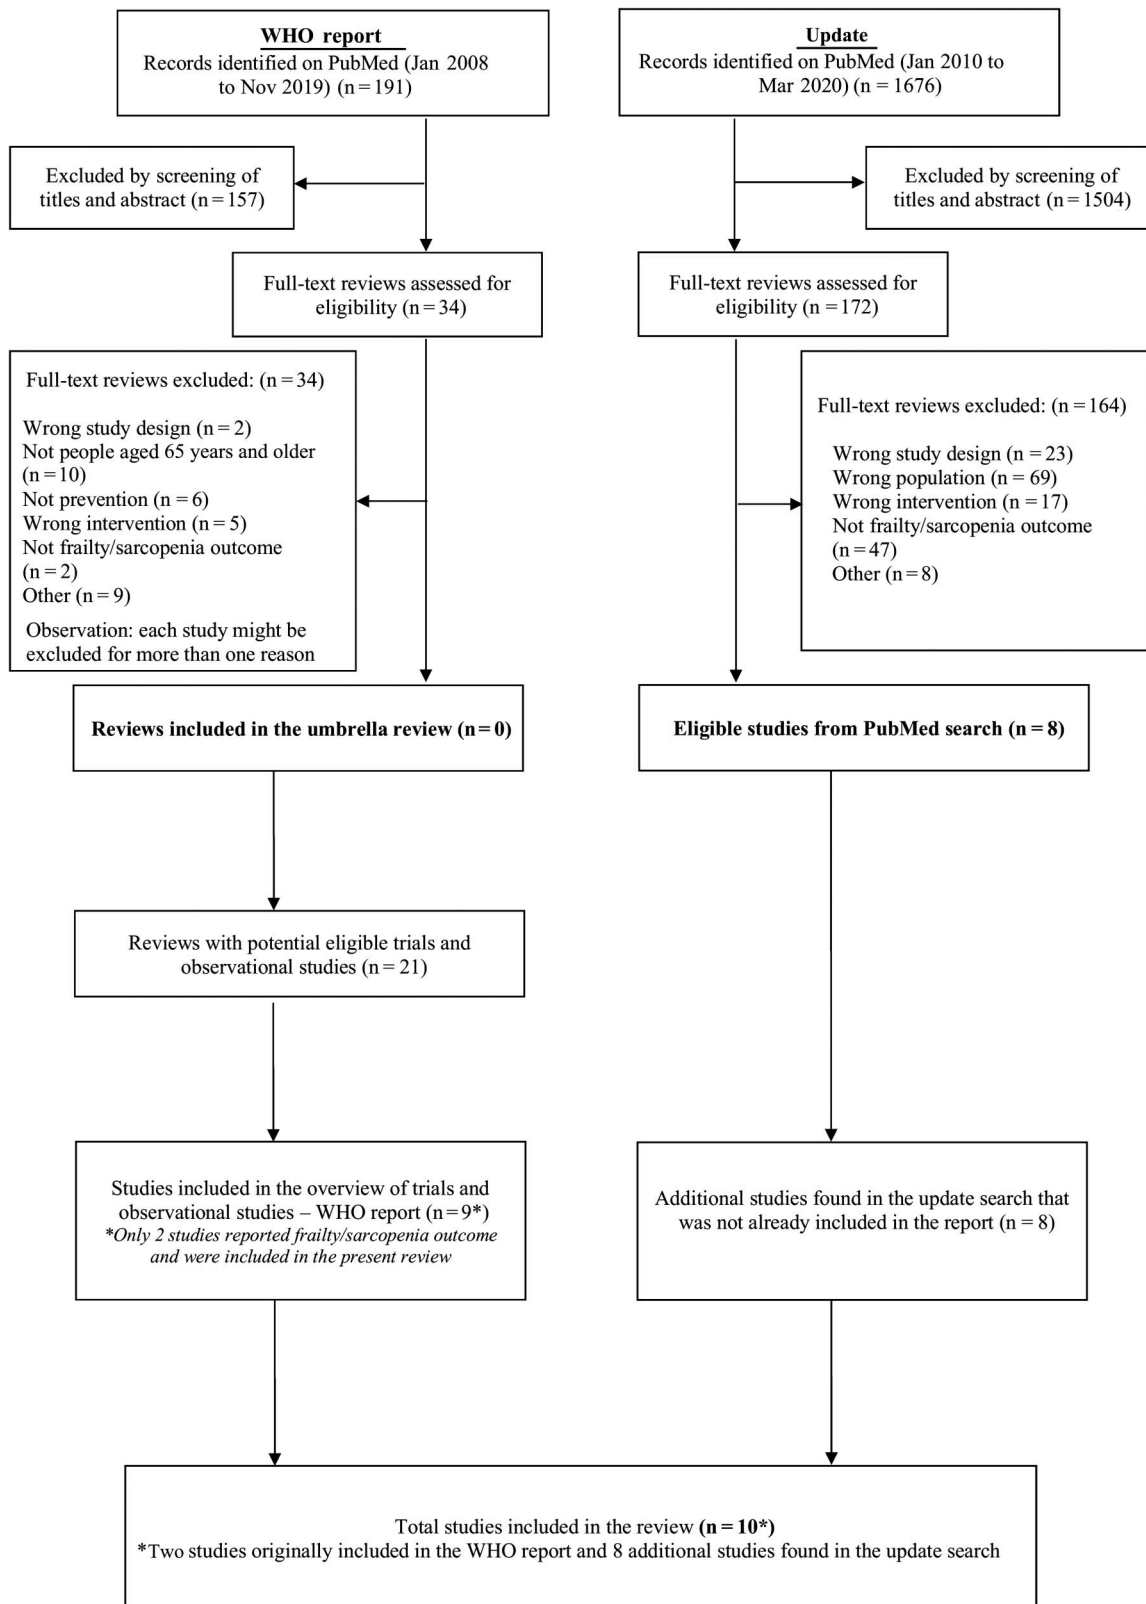 WHO report
Records identified on PubMed (Jan 2008
to Nov 2019) (n = 191)
Update
Records identified on PubMed (Jan 2010 to
Mar 2020) (n = 1676)
Excluded by screening of
titles and abstract (n = 157)
Excluded by screening of
titles and abstract (n = 1504)
Full-text reviews assessed for
eligibility (n = 34)
Full-text reviews assessed for
eligibility (n = 172)
Full-text reviews excluded: (n = 34)
Wrong study design (n = 2)
Not people aged 65 years and older
(n = 10)
Not prevention (n = 6)
Wrong intervention (n = 5)
Not frailty/sarcopenia outcome
(n = 2)
Other (n = 9)
Observation: each study might be
excluded for more than one reason
Full-text reviews excluded: (n = 164)
Wrong study design (n = 23)
Wrong population (n = 69)
Wrong intervention (n = 17)
Not frailty/sarcopenia outcome
(n = 47)
Other (n = 8)
Reviews included in the umbrella review (n = 0)
Eligible studies from PubMed search (n = 8)
Reviews with potential eligible trials and
observational studies (n = 21)
Studies included in the overview of trials and
observational studies – WHO report (n = 9*)
*Only 2 studies reported frailty/sarcopenia outcome
and were included in the present review
Additional studies found in the update search that
was not already included in the report (n = 8)
Total studies included in the review (n = 10*)
*Two studies originally included in the WHO report and 8 additional studies found in the update search